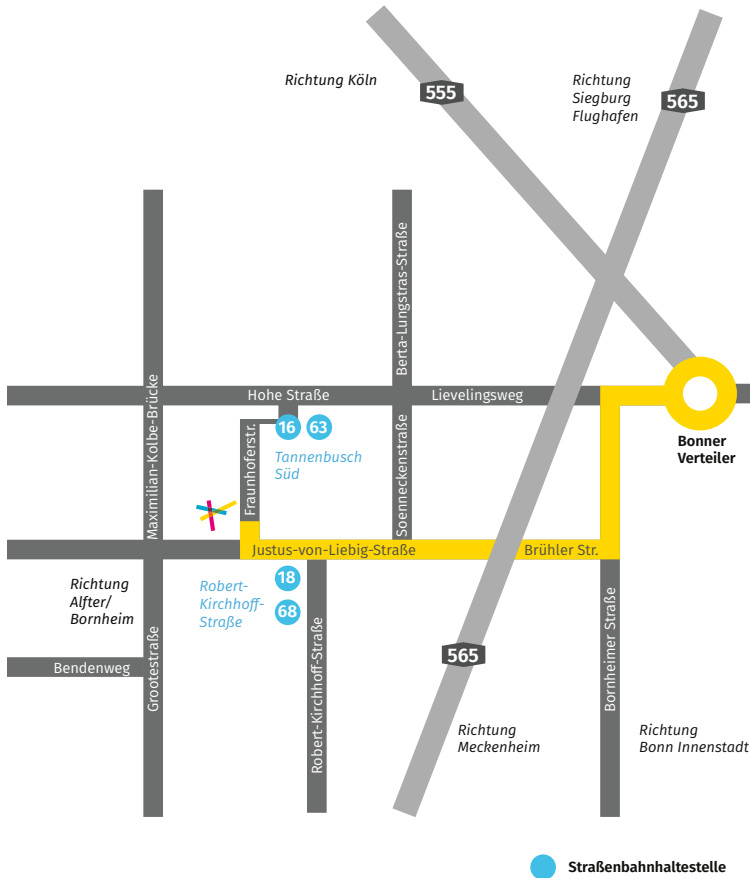 Richtung Köln
555
Richtung
Siegburg
Flughafen
565
Berta-Lungstras-Straße
Maximilian-Kolbe-Brücke
Hohe Straße
Lievelingsweg
Bonner
Verteiler
16
63
Tannenbusch
Süd
Fraunhoferstr.
Soenneckenstraße
Justus-von-Liebig-Straße
Brühler Str.
Richtung
Alfter/
Bornheim
Robert-
Kirchhoff-
Straße
18
68
Grootestraße
Bendenweg
Robert-Kirchhoff-Straße
565
Bornheimer Straße
Richtung
Meckenheim
Richtung
Bonn Innenstadt
Straßenbahnhaltestelle